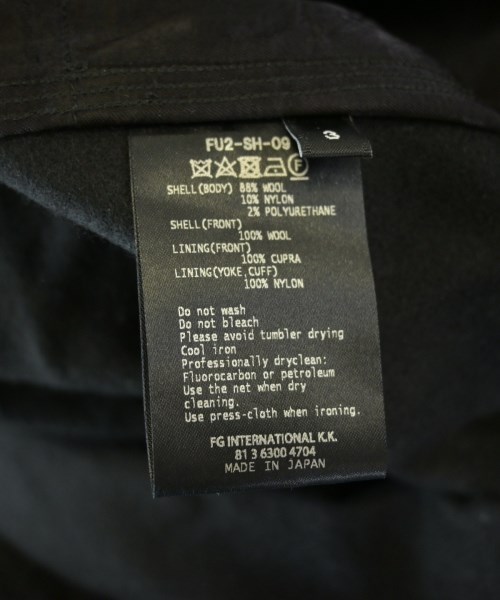 FU2-SH-09
3
F
SHELL(BODY) 88% WOOL
10% NYLON
2% POLYURETHANE
SHELL(FRONT)
100% WOOL
LINING(FRONT)
100% CUPRA
LINING(YOKE,CUFF)
100% NYLON
Do not wash
Do not bleach
Please avoid tumbler drying
Cool iron
Professionally dryclean:
Fluorocarbon or petroleum
Use the net when dry
cleaning.
Use press-cloth when ironing.
FG INTERNATIONAL K.K.
81 3 6300 4704
MADE IN JAPAN